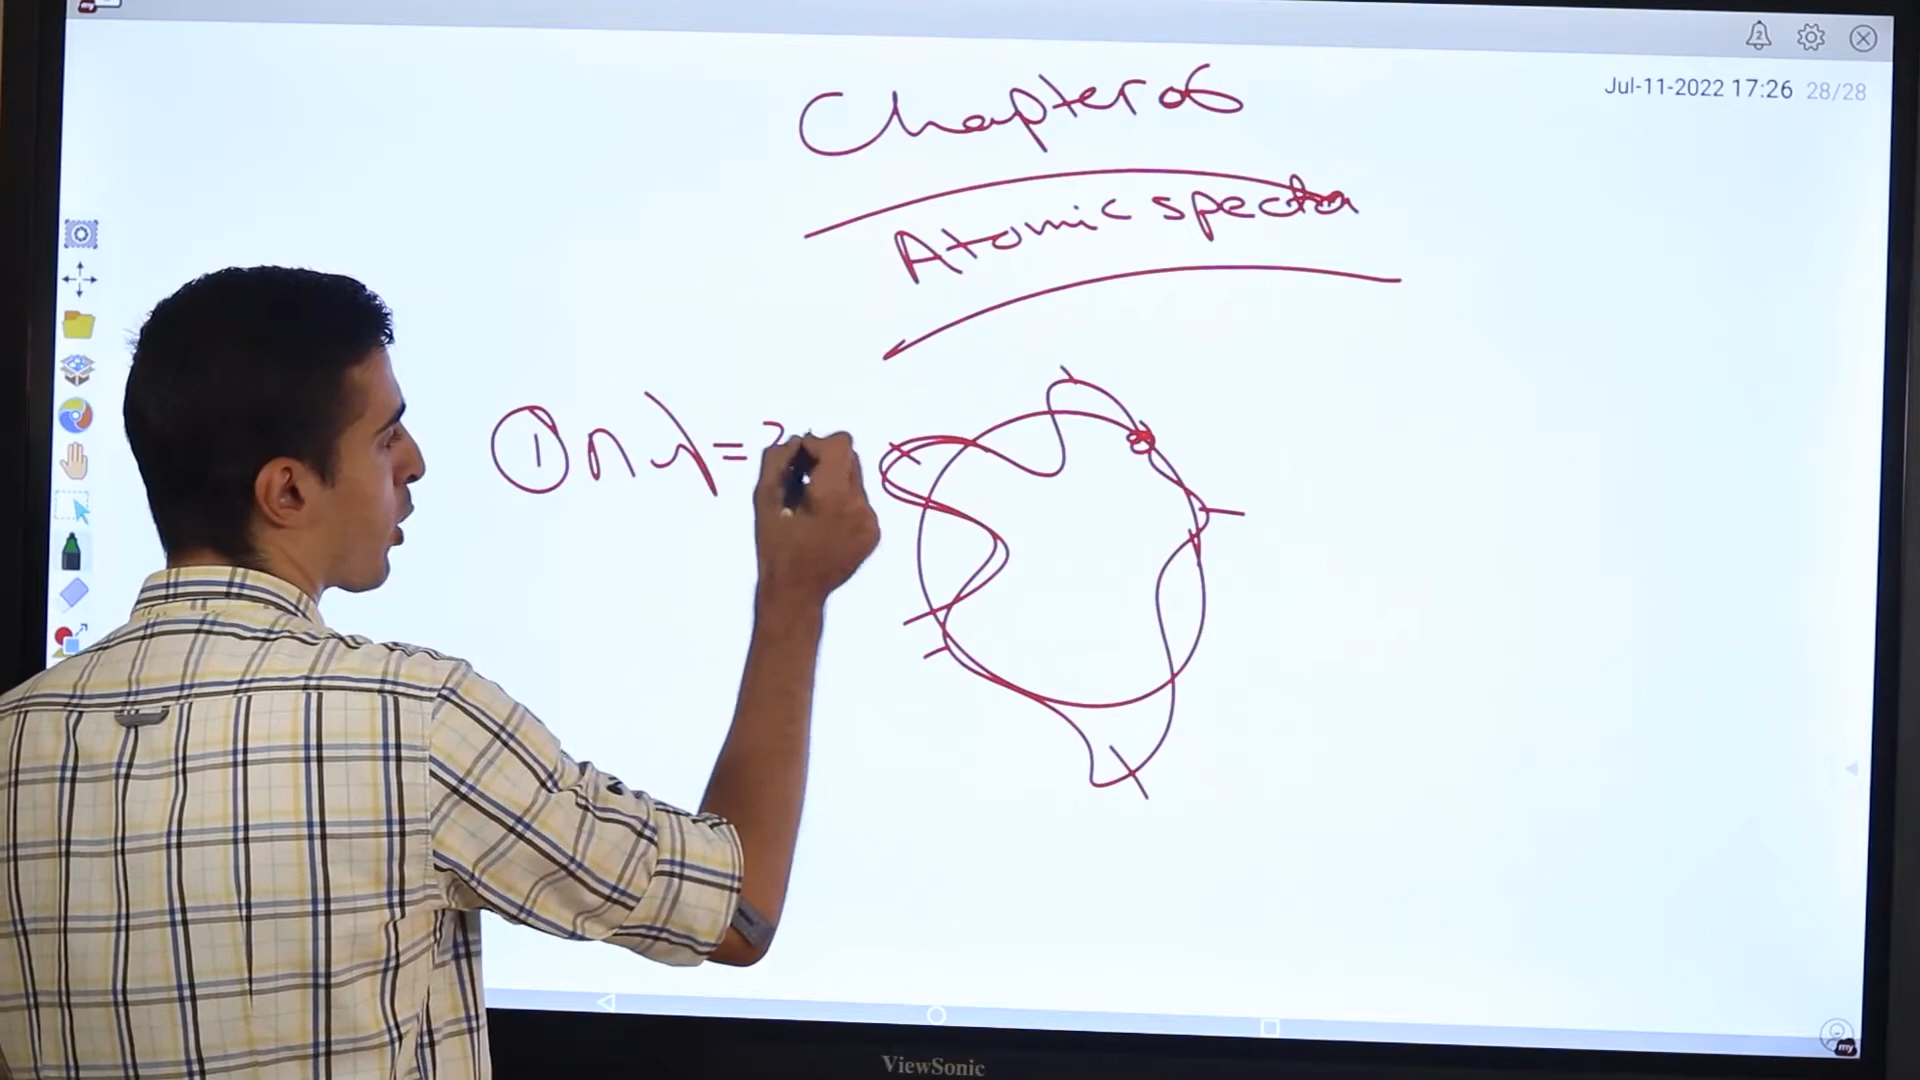 Jul-11-2022 17:26 28/28
Chapter 06
Atomic spectra
① nλ = 2
ViewSonic